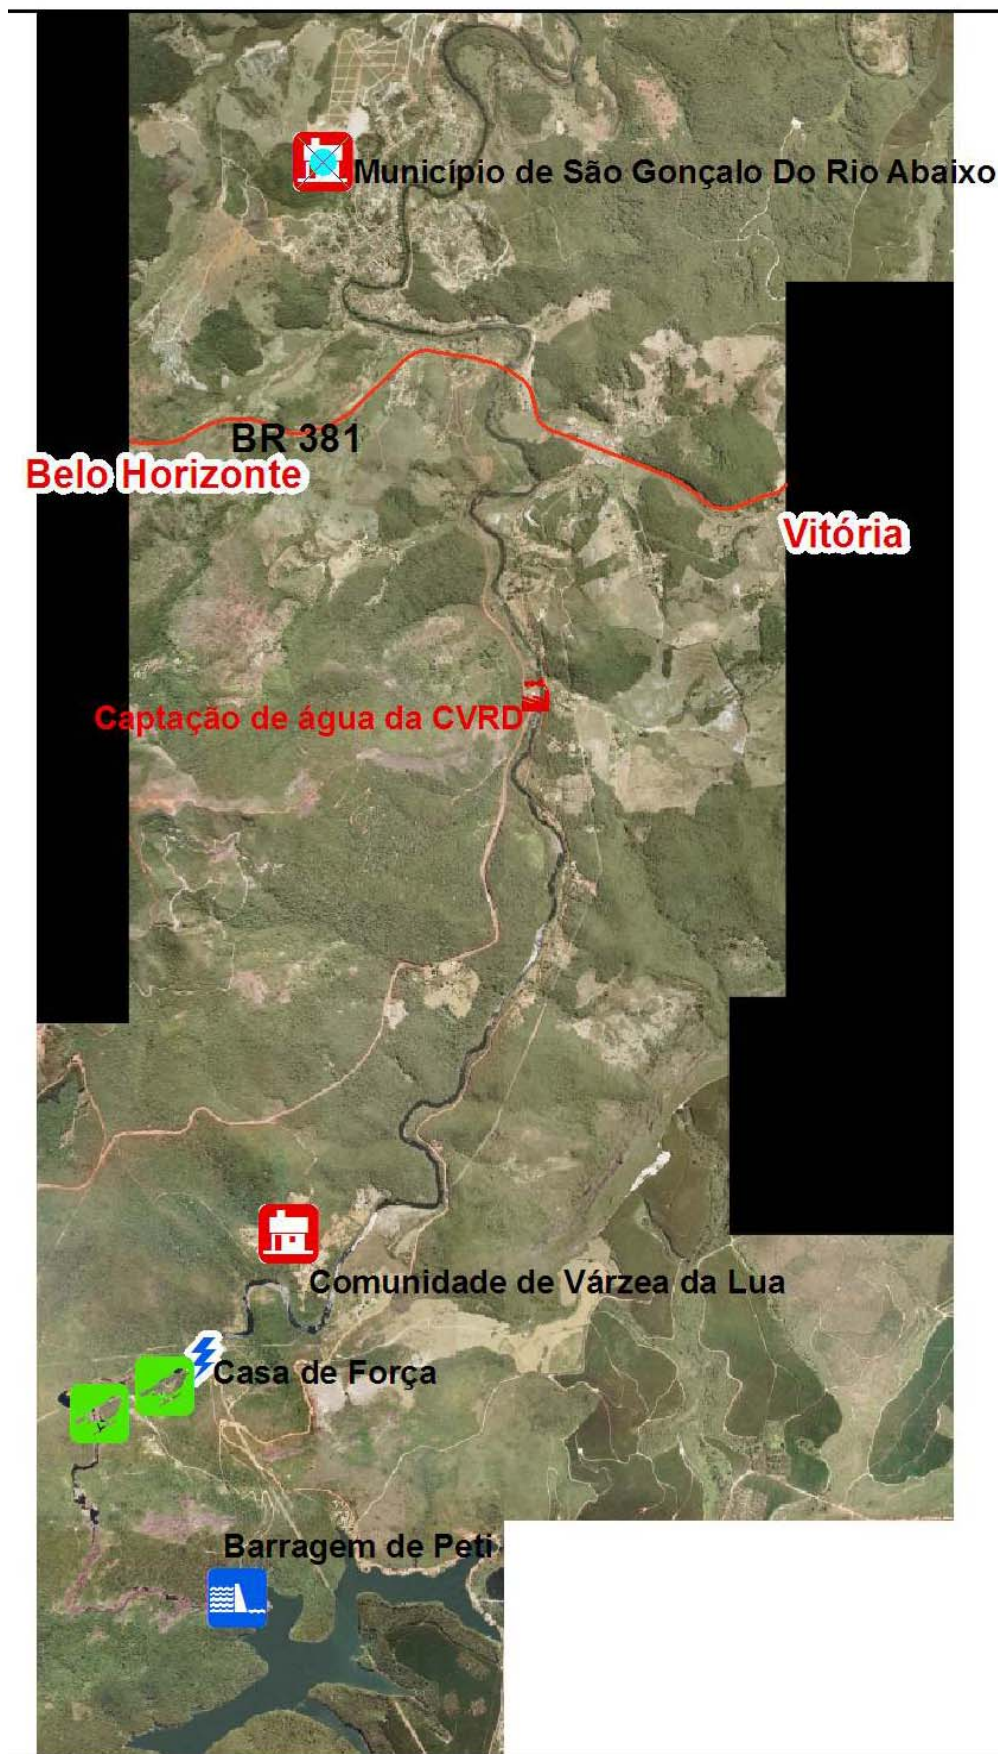 Município de São Gonçalo Do Rio Abaixo
BR 381
Belo Horizonte
Vitória
Captação de água da CVRD
Comunidade de Várzea da Lua
Casa de Força
Barragem de Peti